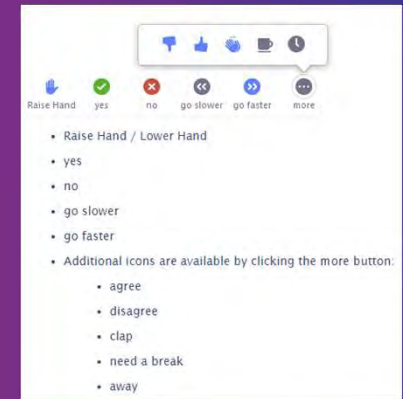 Raise Hand yes no go slower go faster more
• Raise Hand / Lower Hand
• yes
• no
• go slower
• go faster
• Additional icons are available by clicking the more button:
• agree
• disagree
• clap
• need a break
• away